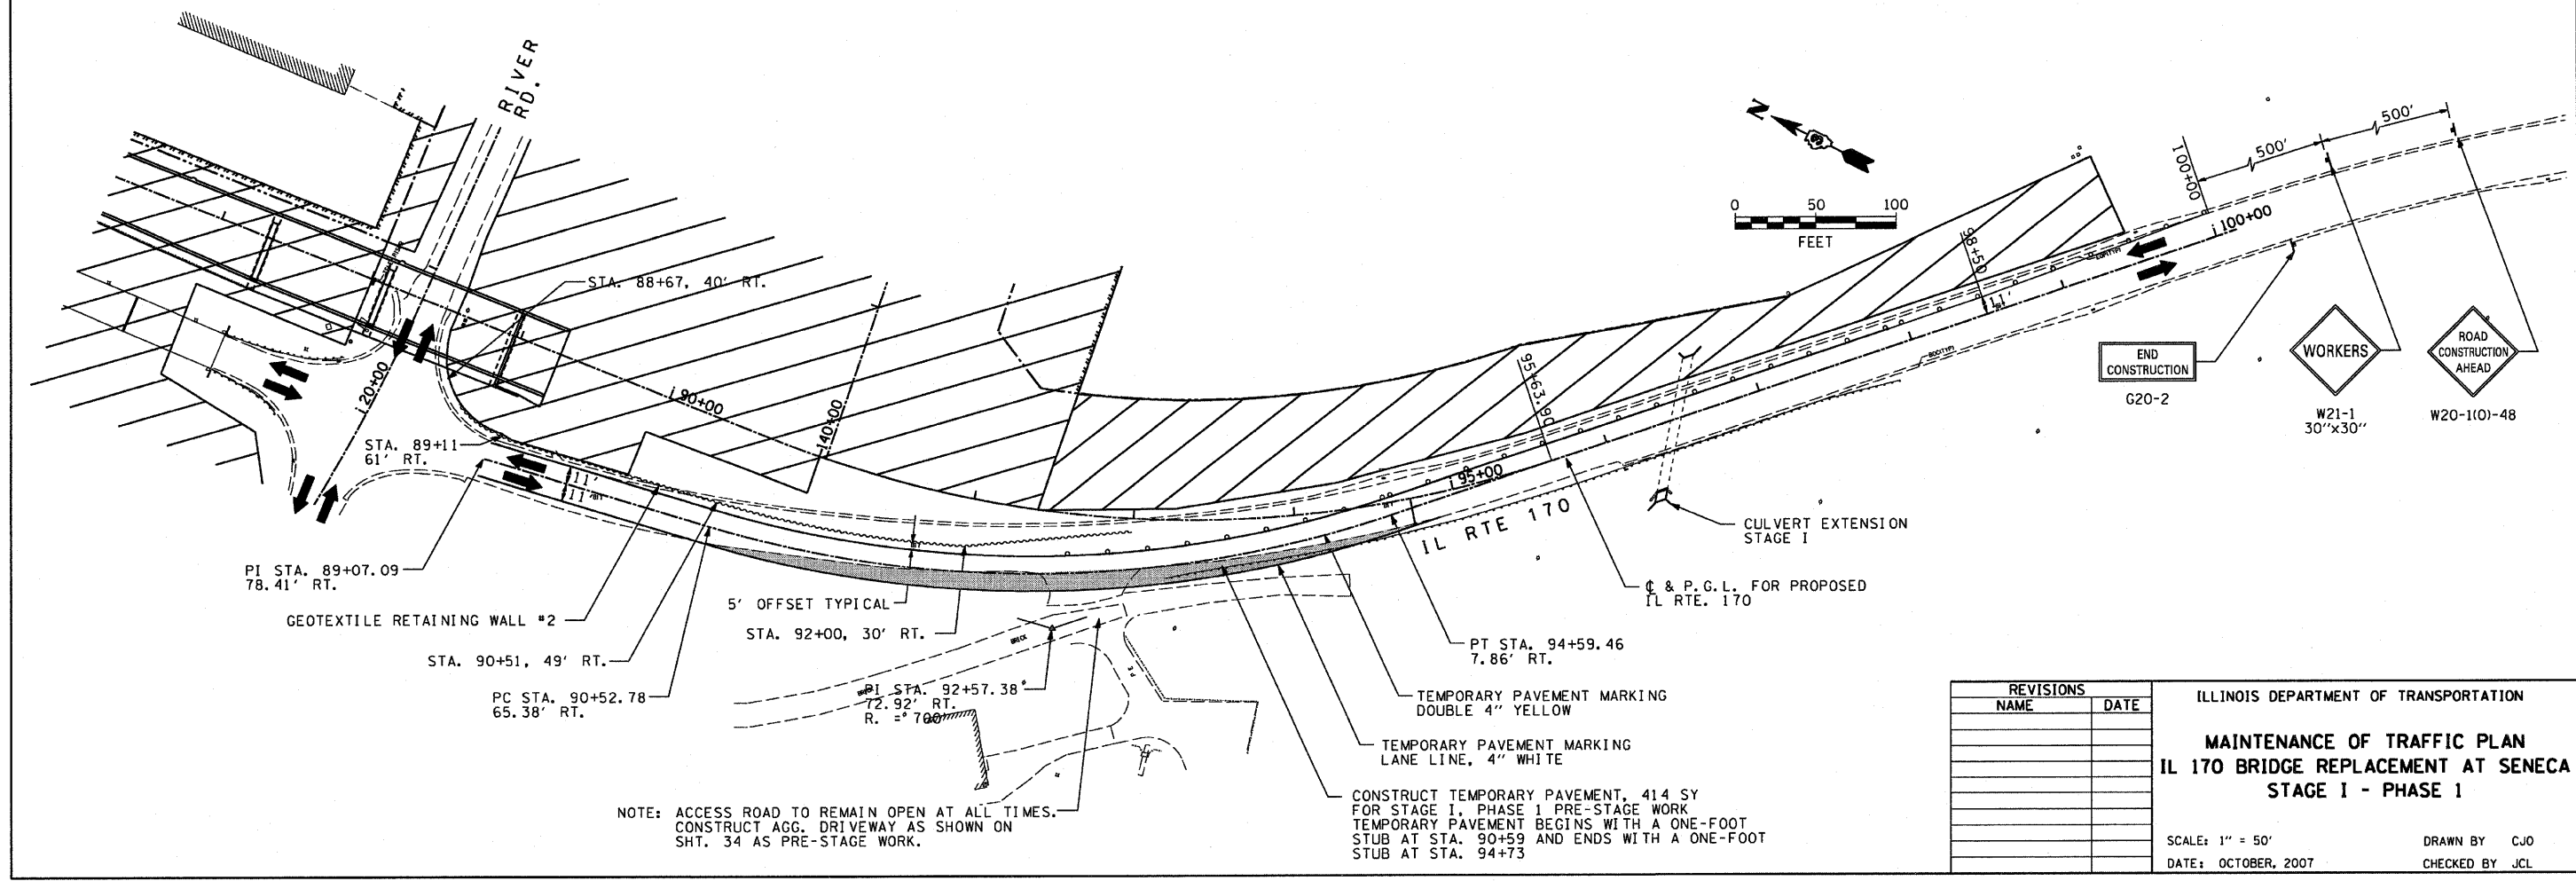 RIVER
RD.
N
0 50 100
FEET
500'
500'
100+00
100+00
98+50
11'
95+63.90
95+00
STA. 88+67, 40' RT.
90+00
140+00
20+00
STA. 89+11
61' RT.
11'
11'
PI STA. 89+07.09
78.41' RT.
GEOTEXTILE RETAINING WALL #2
STA. 90+51, 49' RT.
PC STA. 90+52.78
65.38' RT.
5' OFFSET TYPICAL
STA. 92+00, 30' RT.
BRICK
PI STA. 92+57.38
72.92' RT.
R. = 700'
P.E.
NOTE: ACCESS ROAD TO REMAIN OPEN AT ALL TIMES.
CONSTRUCT AGG. DRIVEWAY AS SHOWN ON
SHT. 34 AS PRE-STAGE WORK.
IL RTE 170
CULVERT EXTENSION
STAGE I
℄ & P.G.L. FOR PROPOSED
IL RTE. 170
PT STA. 94+59.46
7.86' RT.
TEMPORARY PAVEMENT MARKING
DOUBLE 4" YELLOW
TEMPORARY PAVEMENT MARKING
LANE LINE, 4" WHITE
CONSTRUCT TEMPORARY PAVEMENT, 414 SY
FOR STAGE I, PHASE 1 PRE-STAGE WORK
TEMPORARY PAVEMENT BEGINS WITH A ONE-FOOT
STUB AT STA. 90+59 AND ENDS WITH A ONE-FOOT
STUB AT STA. 94+73
END
CONSTRUCTION
G20-2
WORKERS
W21-1
30"x30"
ROAD
CONSTRUCTION
AHEAD
W20-1(O)-48
REVISIONS
NAME DATE
ILLINOIS DEPARTMENT OF TRANSPORTATION
MAINTENANCE OF TRAFFIC PLAN
IL 170 BRIDGE REPLACEMENT AT SENECA
STAGE I - PHASE 1
SCALE: 1" = 50'
DRAWN BY CJO
DATE: OCTOBER, 2007
CHECKED BY JCL